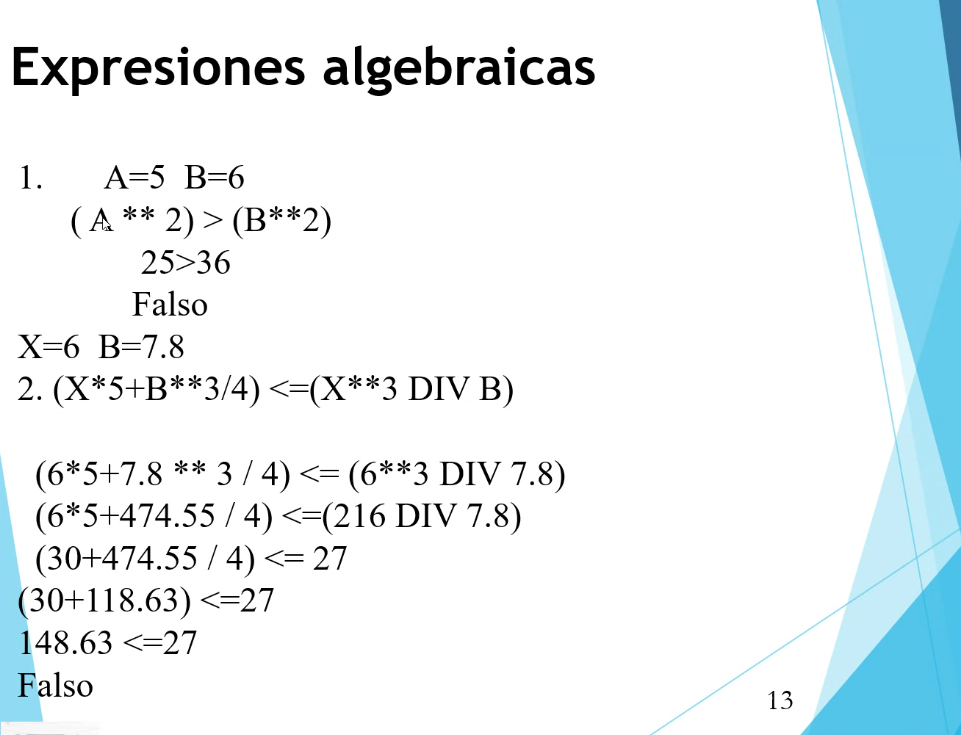 Expresiones algebraicas
1. A=5 B=6
( A ** 2) > (B**2)
25>36
Falso
X=6 B=7.8
2. (X*5+B**3/4) <=(X**3 DIV B)
(6*5+7.8 ** 3 / 4) <= (6**3 DIV 7.8)
(6*5+474.55 / 4) <=(216 DIV 7.8)
(30+474.55 / 4) <= 27
(30+118.63) <=27
148.63 <=27
Falso
13